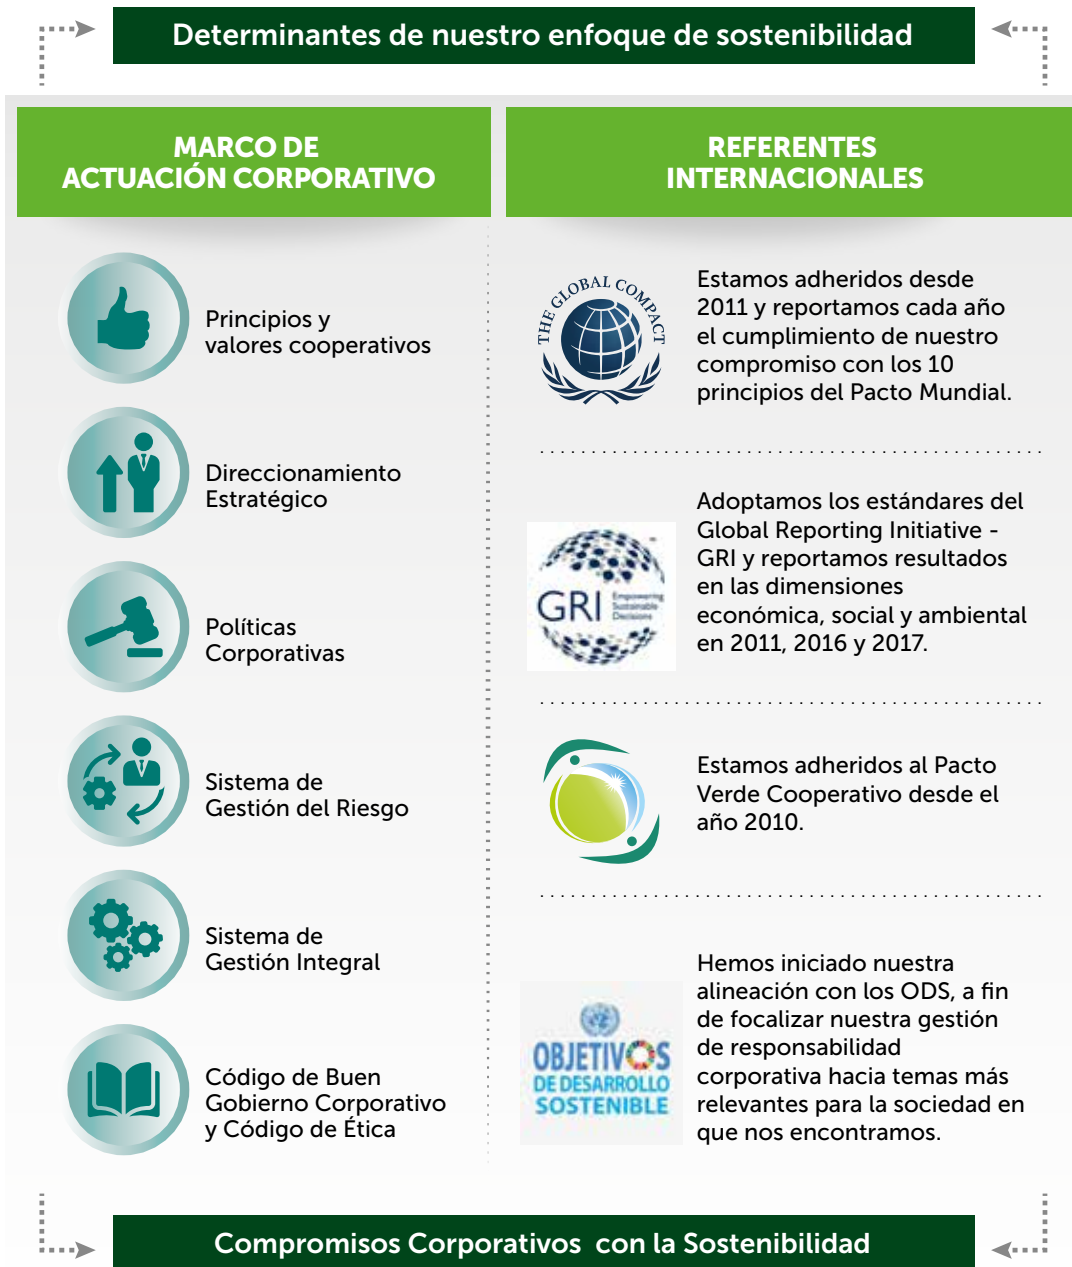 Determinantes de nuestro enfoque de sostenibilidad
MARCO DE
ACTUACIÓN CORPORATIVO
Principios y
valores cooperativos
Direccionamiento
Estratégico
Políticas
Corporativas
Sistema de
Gestión del Riesgo
Sistema de
Gestión Integral
Código de Buen
Gobierno Corporativo
y Código de Ética
REFERENTES
INTERNACIONALES
THE GLOBAL COMPACT
Estamos adheridos desde
2011 y reportamos cada año
el cumplimiento de nuestro
compromiso con los 10
principios del Pacto Mundial.
GRI
Empowering
Sustainable
Decisions
Adoptamos los estándares del
Global Reporting Initiative -
GRI y reportamos resultados
en las dimensiones
económica, social y ambiental
en 2011, 2016 y 2017.
Estamos adheridos al Pacto
Verde Cooperativo desde el
año 2010.
OBJETIVOS
DE DESARROLLO
SOSTENIBLE
Hemos iniciado nuestra
alineación con los ODS, a fin
de focalizar nuestra gestión
de responsabilidad
corporativa hacia temas más
relevantes para la sociedad en
que nos encontramos.
Compromisos Corporativos  con la Sostenibilidad